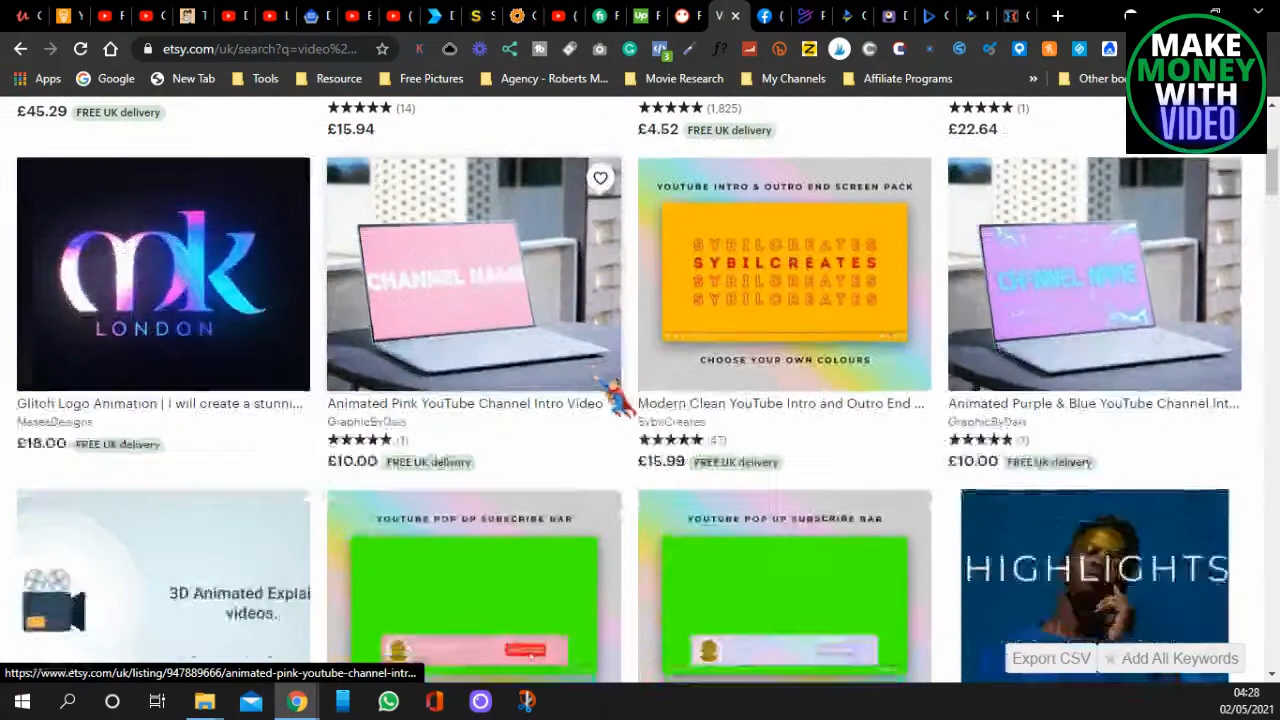 etsy.com/uk/search?q=video%2...
Apps
Google
New Tab
Tools
Resource
Free Pictures
Agency - Roberts M...
Movie Research
My Channels
Affiliate Programs
»
Other boo
MAKE
MONEY
WITH
VIDEO
£45.29 FREE UK delivery
(14)
£15.94
(1,825)
£4.52 FREE UK delivery
(1)
£22.64
mk
LONDON
CHANNEL NAME
YOUTUBE INTRO & OUTRO END SCREEN PACK
SYBILCREATES
SYBILCREATES
SYBILCREATES
SYBILCREATES
CHOOSE YOUR OWN COLOURS
CHANNEL NAME
Glitch Logo Animation | I will create a stunni...
£18.00 FREE UK delivery
Animated Pink YouTube Channel Intro Video
GraphicByDais
(1)
£10.00 FREE UK delivery
Modern Clean YouTube Intro and Outro End ...
SybilCreates
(47)
£15.99 FREE UK delivery
Animated Purple & Blue YouTube Channel Int...
GraphicByDais
(1)
£10.00 FREE UK delivery
3D Animated Explai
videos.
YOUTUBE POP UP SUBSCRIBE BAR
YOUTUBE POP UP SUBSCRIBE BAR
HIGHLIGHTS
Export CSV
Add All Keywords
https://www.etsy.com/uk/listing/947889666/animated-pink-youtube-channel-intr...
04:28
02/05/2021